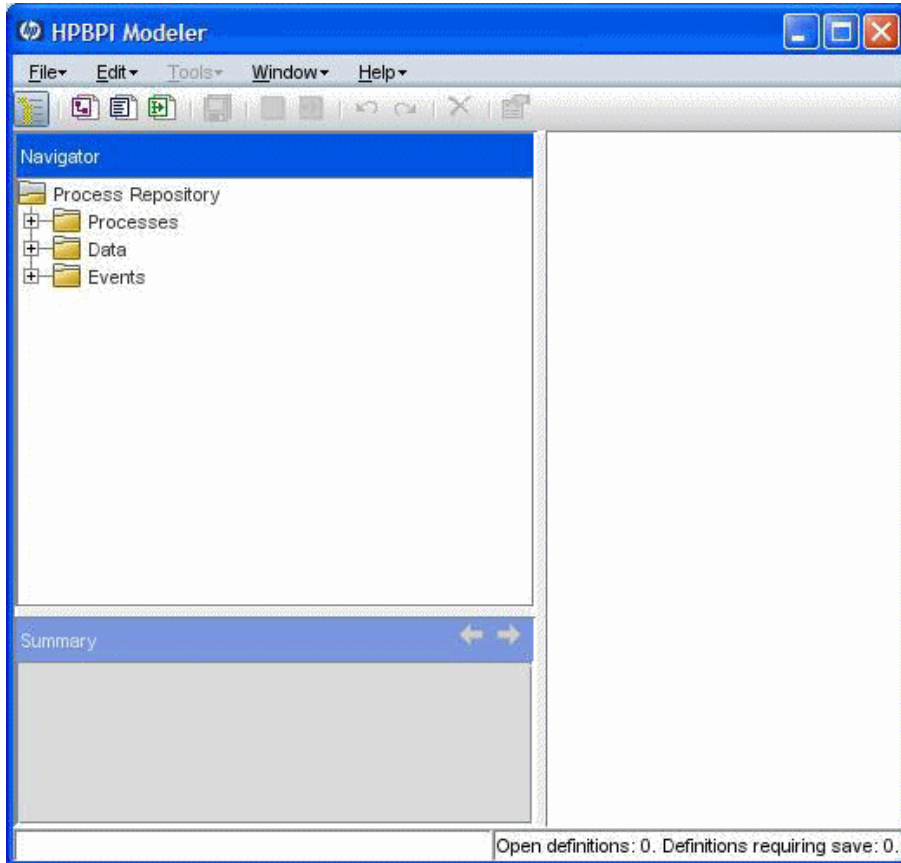 hp HPBPI Modeler
File Edit Tools Window Help
Navigator
Process Repository
Processes
Data
Events
Summary
Open definitions: 0. Definitions requiring save: 0.